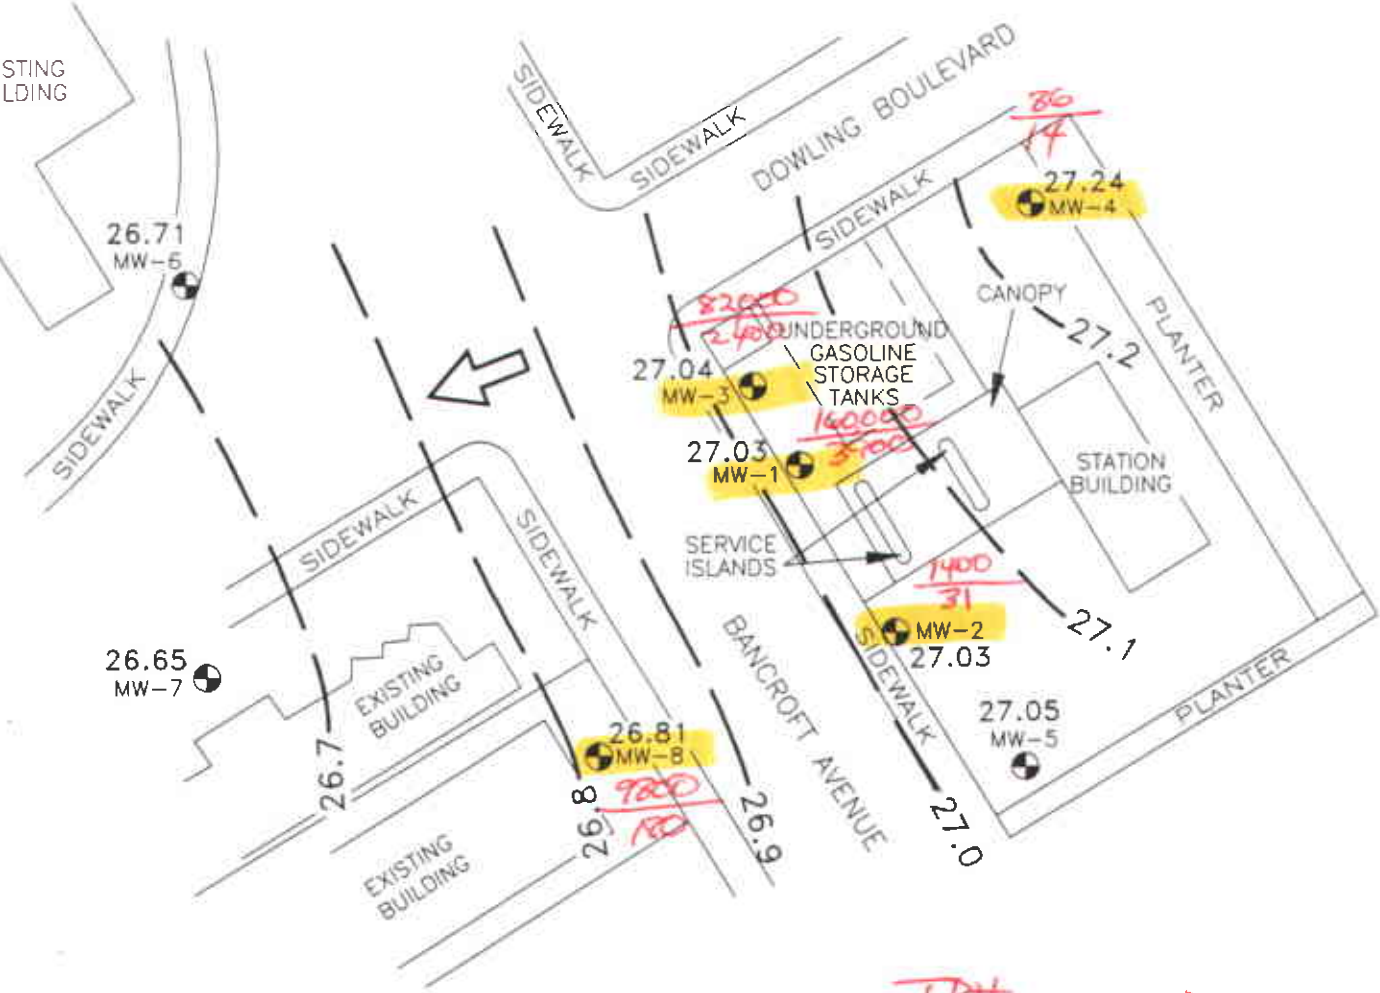 STING
LDING
SIDEWALK
SIDEWALK
DOWLING BOULEVARD
86
14
27.24
MW-4
SIDEWALK
26.71
MW-6
CANOPY
PLANTER
82000
2400
UNDERGROUND
GASOLINE
STORAGE
TANKS
27.2
27.04
MW-3
160000
SIDEWALK
27.03
MW-1
STATION
BUILDING
SIDEWALK
SIDEWALK
SERVICE
ISLANDS
1400
31
MW-2
27.03
27.1
BANCROFT AVENUE
SIDEWALK
26.65
MW-7
EXISTING
BUILDING
PLANTER
27.05
MW-5
26.81
MW-8
26.7
26.8
9800
180
26.9
27.0
EXISTING
BUILDING